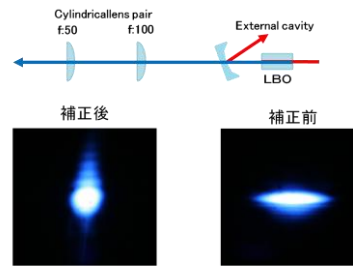 Cylindricallens pair
f:50
f:100
External cavity
LBO
補正後
補正前